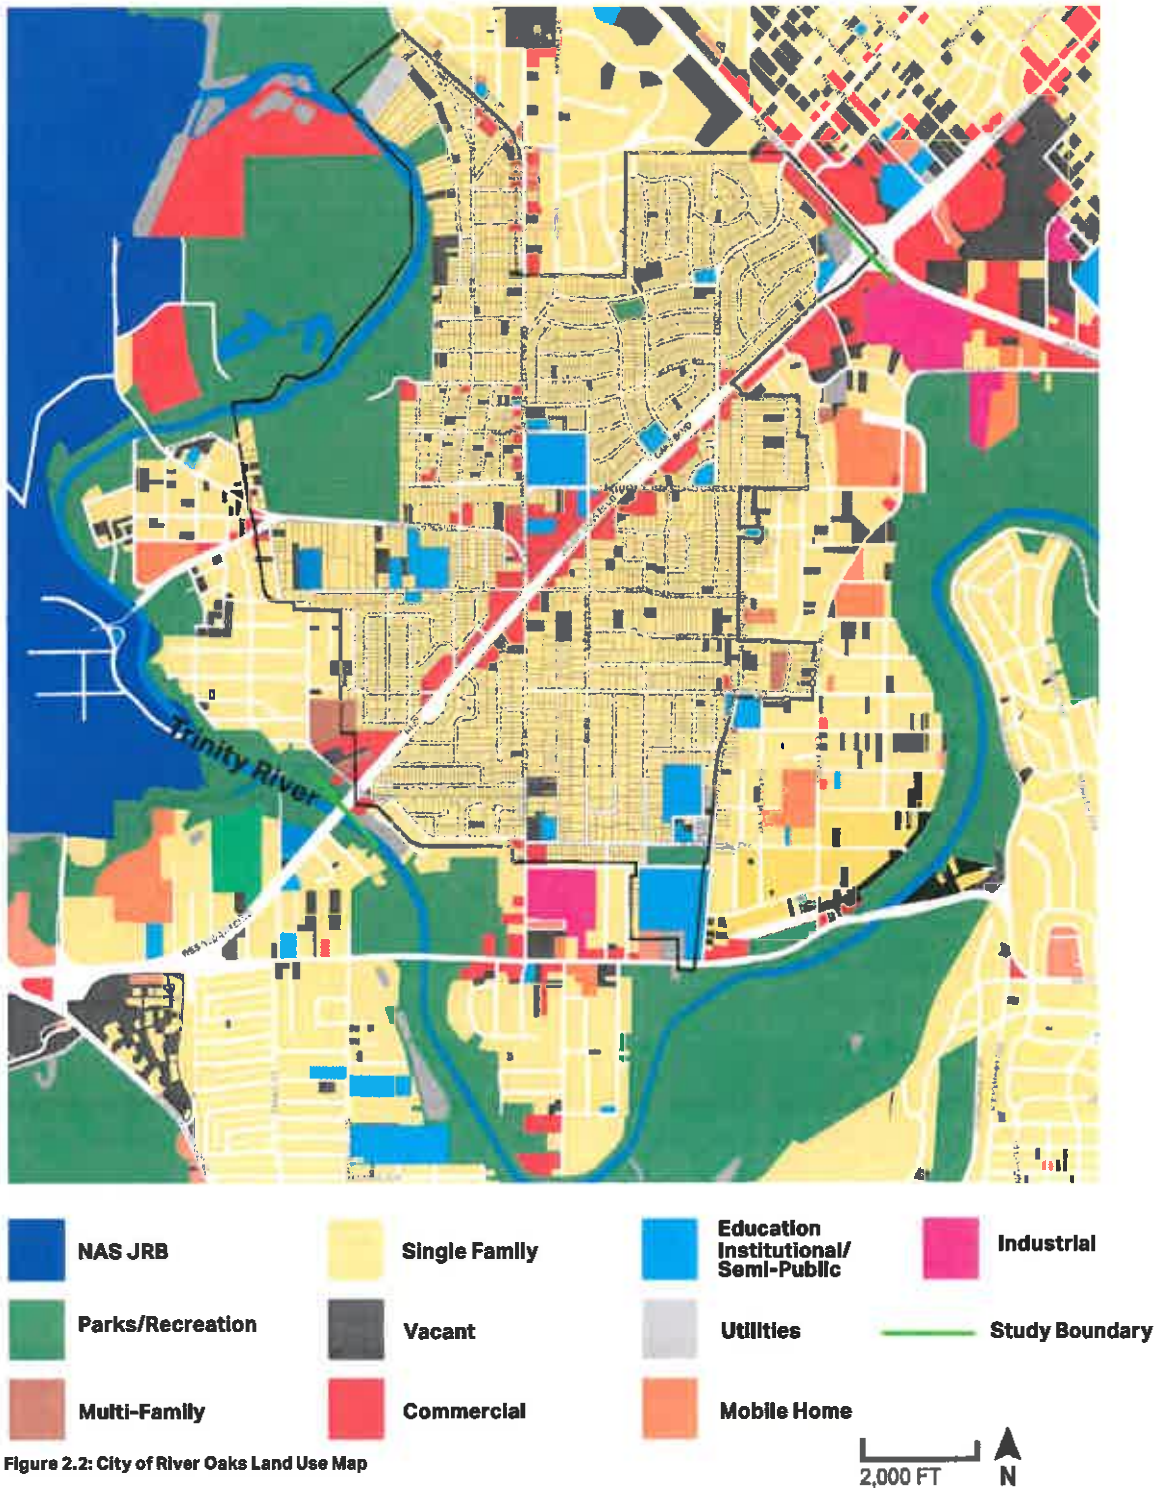 Trinity River
NAS JRB
Single Family
Education
Institutional/
Semi-Public
Industrial
Parks/Recreation
Vacant
Utilities
Study Boundary
Multi-Family
Commercial
Mobile Home
Figure 2.2: City of River Oaks Land Use Map
2,000 FT
N